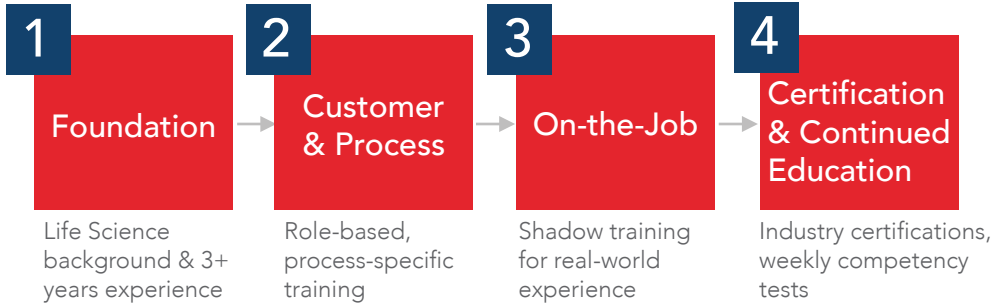 1
Foundation
Life Science
background & 3+
years experience
2
Customer
& Process
Role-based,
process-specific
training
3
On-the-Job
Shadow training
for real-world
experience
4
Certification
& Continued
Education
Industry certifications,
weekly competency
tests